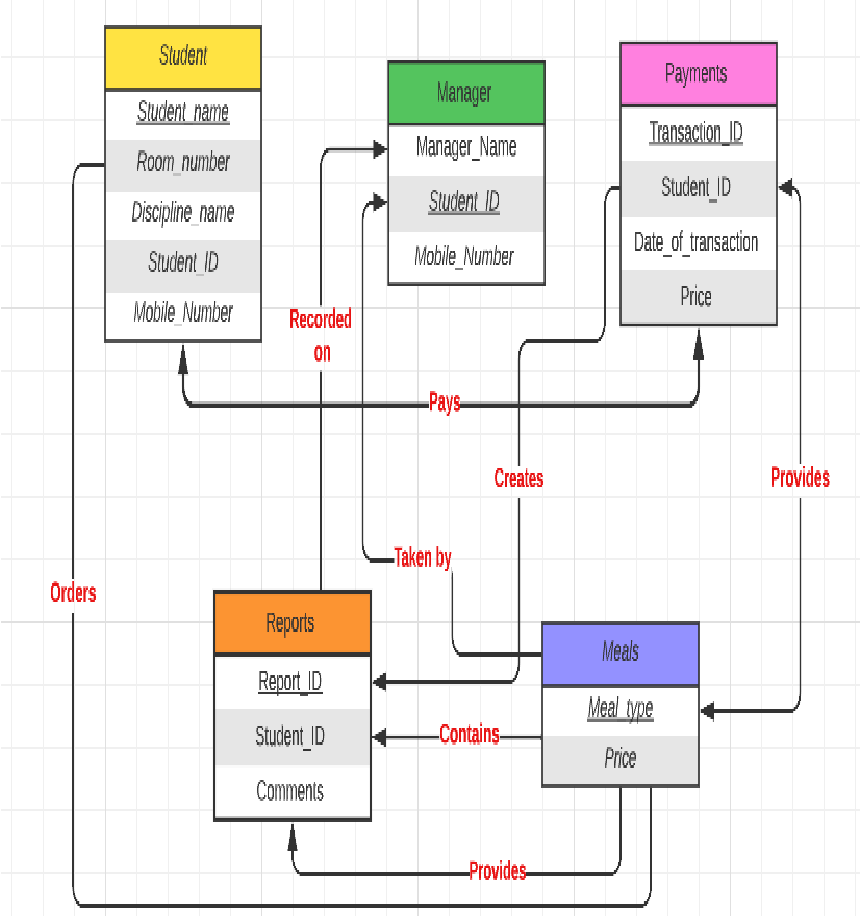 Student
Student_name
Room_number
Discipline_name
Student_ID
Mobile_Number
Manager
Manager_Name
Student_ID
Mobile_Number
Payments
Transaction_ID
Student_ID
Date_of_transaction
Price
Recorded
on
Pays
Creates
Provides
Taken by
Orders
Reports
Report_ID
Student_ID
Comments
Meals
Meal_type
Price
Contains
Provides